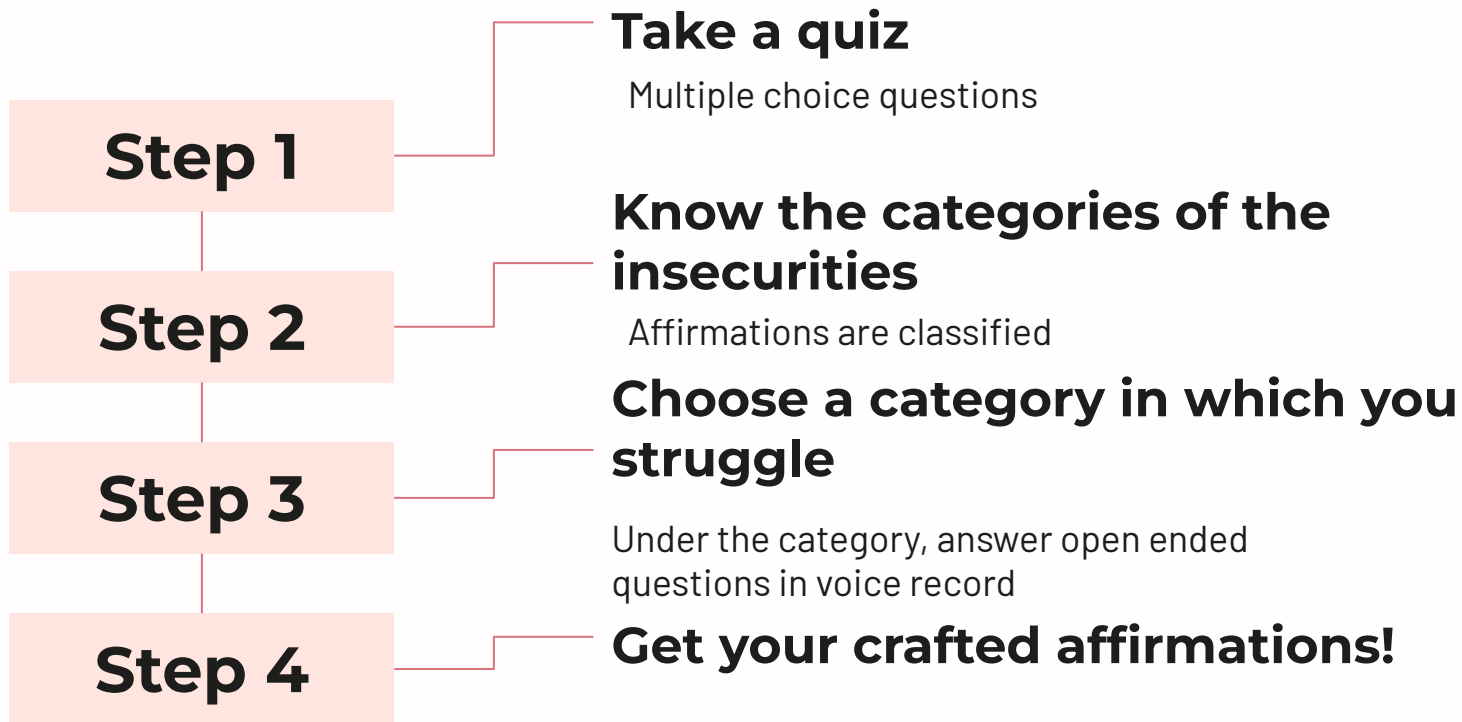 Step 1
Take a quiz
Multiple choice questions
Step 2
Know the categories of the
insecurities
Affirmations are classified
Step 3
Choose a category in which you
struggle
Under the category, answer open ended
questions in voice record
Step 4
Get your crafted affirmations!